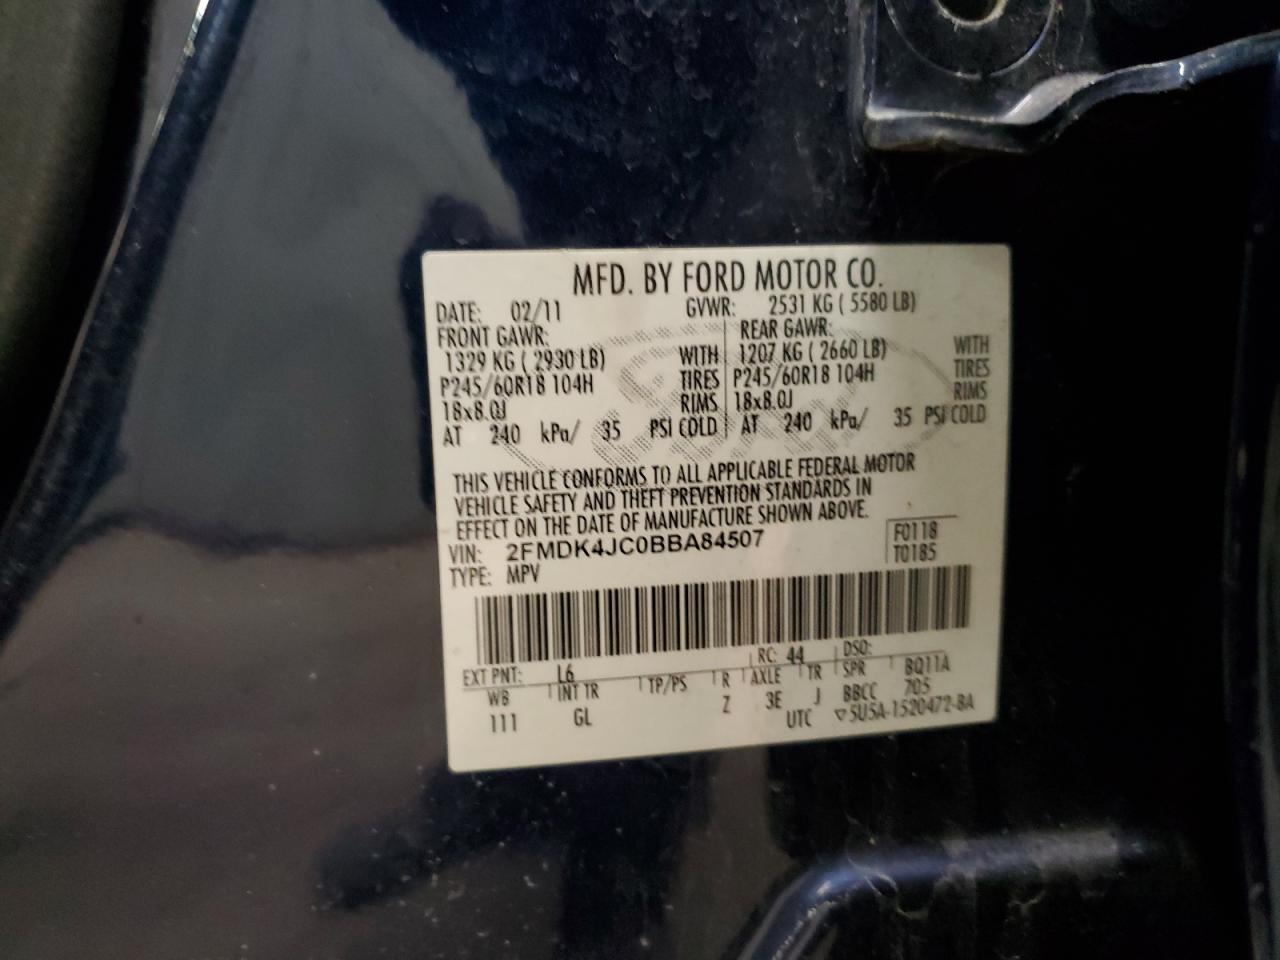 MFD. BY FORD MOTOR CO.
DATE: 02/11 GVWR: 2531 KG ( 5580 LB)
FRONT GAWR: REAR GAWR:
1329 KG ( 2930 LB) WITH 1207 KG ( 2660 LB) WITH
P245/60R18 104H TIRES P245/60R18 104H TIRES
18x8.0J RIMS 18x8.0J RIMS
AT 240 kPa/ 35 PSI COLD AT 240 kPa/ 35 PSI COLD
THIS VEHICLE CONFORMS TO ALL APPLICABLE FEDERAL MOTOR
VEHICLE SAFETY AND THEFT PREVENTION STANDARDS IN
EFFECT ON THE DATE OF MANUFACTURE SHOWN ABOVE.
VIN: 2FMDK4JC0BBA84507 F0118
TYPE: MPV T0185
EXT PNT: L6 RC: 44 DSO:
WB INT TR TP/PS R AXLE TR SPR BQ11A
111 GL Z 3E J BBCC 705
UTC ▽5U5A-1520472-BA